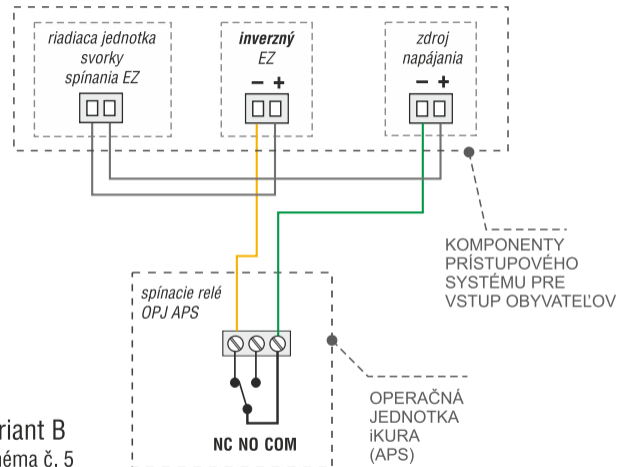 riadiaca jednotka
svorky
spínania EZ
inverzný
EZ
– +
zdroj
napájania
– +
KOMPONENTY
PRÍSTUPOVÉHO
SYSTÉMU PRE
VSTUP OBYVATEĽOV
spínacie relé
OPJ APS
NC NO COM
OPERAČNÁ
JEDNOTKA
iKURA
(APS)
riant B
néma č. 5